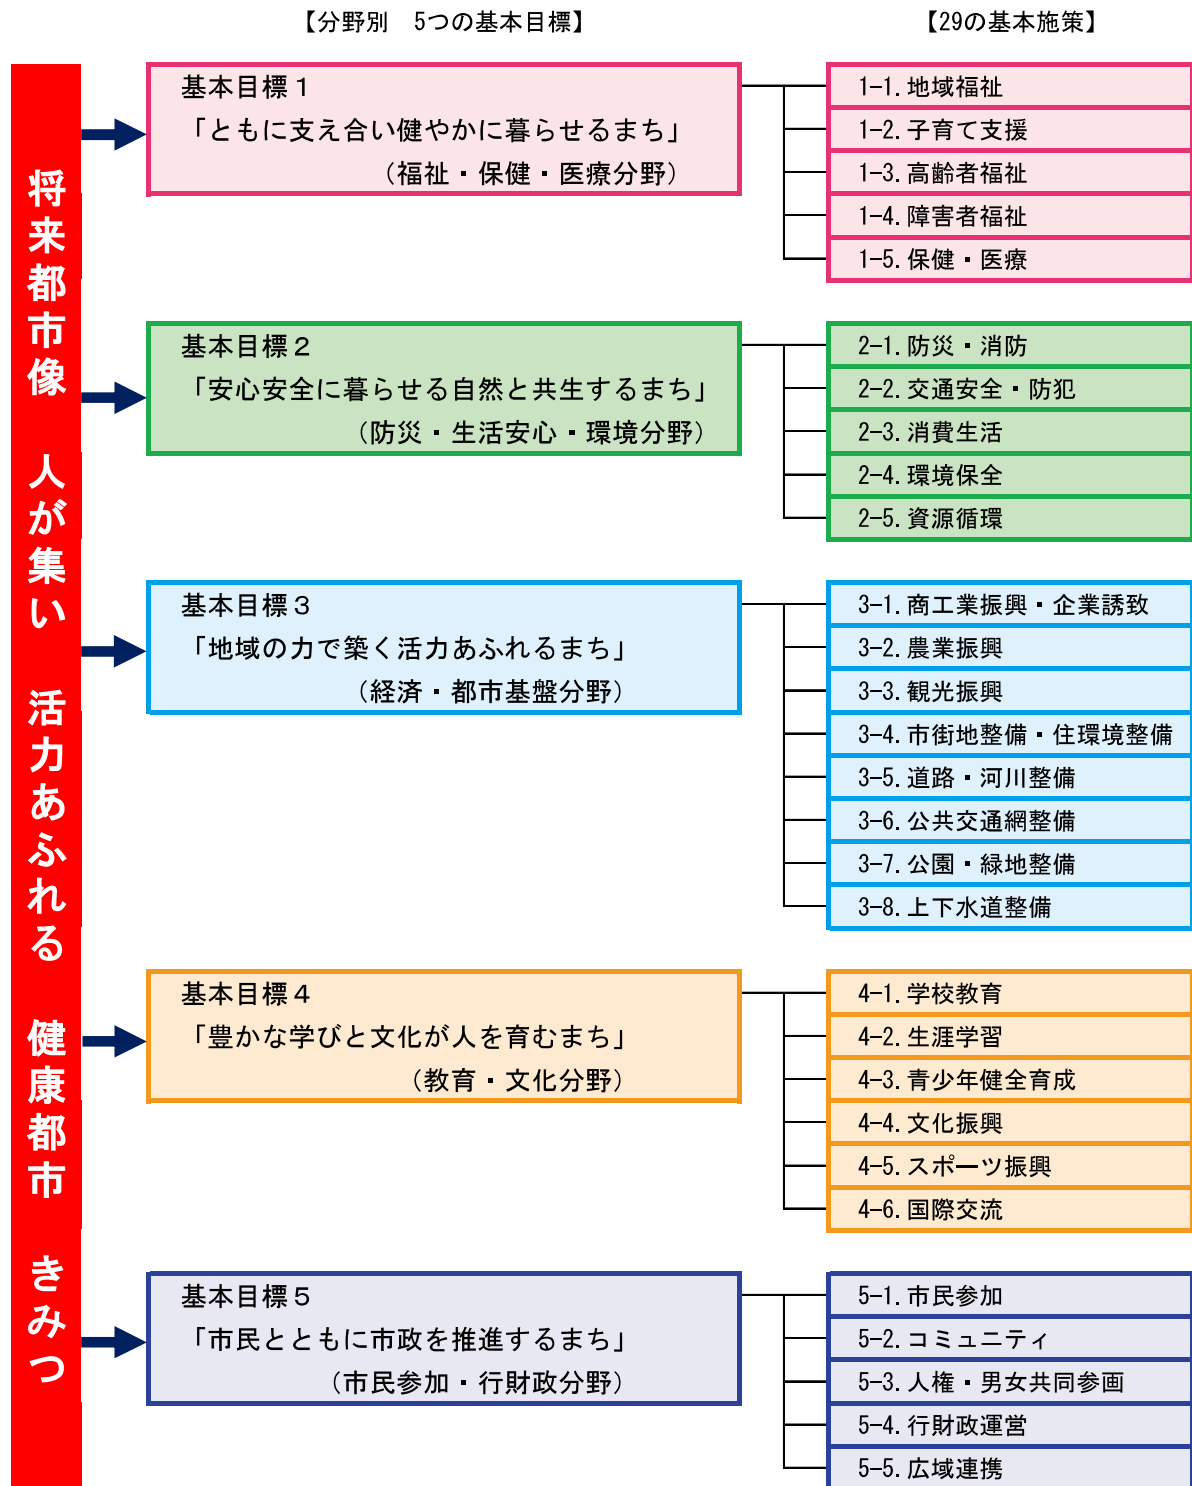 【分野別　5つの基本目標】
【29の基本施策】
将来都市像　人が集い　活力あふれる　健康都市　きみつ
基本目標１
「ともに支え合い健やかに暮らせるまち」
（福祉・保健・医療分野）
1-1.地域福祉
1-2.子育て支援
1-3.高齢者福祉
1-4.障害者福祉
1-5.保健・医療
基本目標２
「安心安全に暮らせる自然と共生するまち」
（防災・生活安心・環境分野）
2-1.防災・消防
2-2.交通安全・防犯
2-3.消費生活
2-4.環境保全
2-5.資源循環
基本目標３
「地域の力で築く活力あふれるまち」
（経済・都市基盤分野）
3-1.商工業振興・企業誘致
3-2.農業振興
3-3.観光振興
3-4.市街地整備・住環境整備
3-5.道路・河川整備
3-6.公共交通網整備
3-7.公園・緑地整備
3-8.上下水道整備
基本目標４
「豊かな学びと文化が人を育むまち」
（教育・文化分野）
4-1.学校教育
4-2.生涯学習
4-3.青少年健全育成
4-4.文化振興
4-5.スポーツ振興
4-6.国際交流
基本目標５
「市民とともに市政を推進するまち」
（市民参加・行財政分野）
5-1.市民参加
5-2.コミュニティ
5-3.人権・男女共同参画
5-4.行財政運営
5-5.広域連携